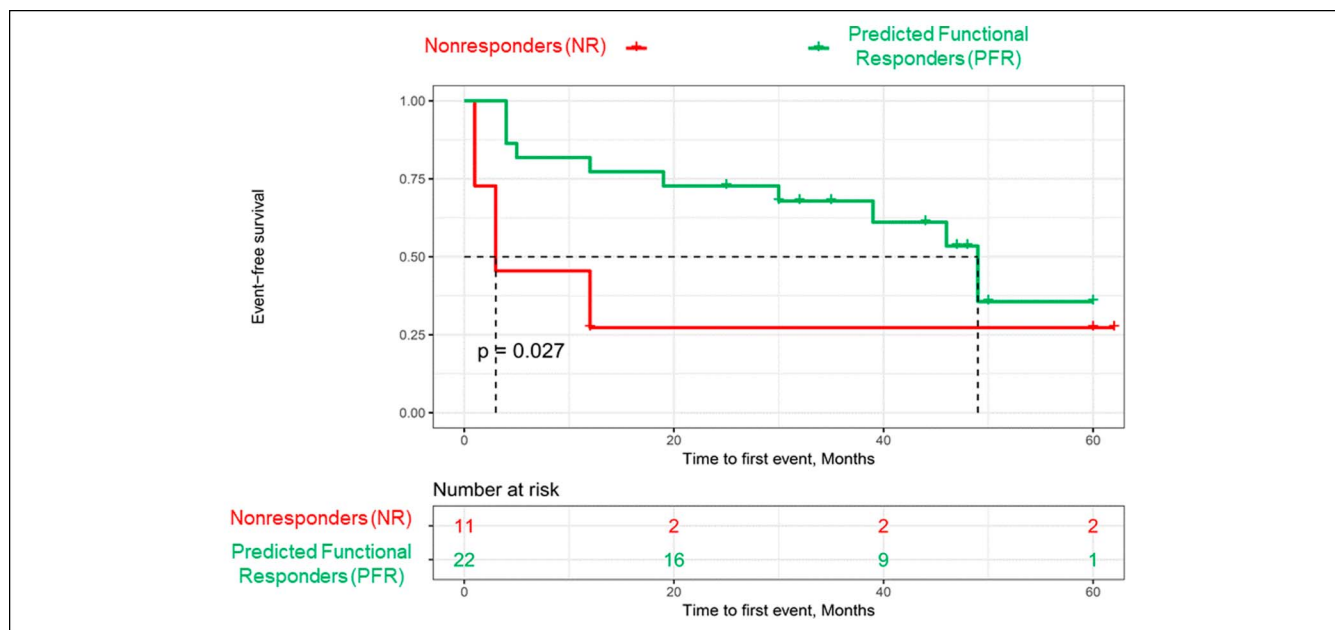 Nonresponders (NR)
Predicted Functional
Responders (PFR)
Event-free survival
1.00
0.75
0.50
0.25
0.00
p = 0.027
0 20 40 60
Time to first event, Months
Number at risk
Nonresponders (NR) 11 2 2 2
Predicted Functional
Responders (PFR) 22 16 9 1
0 20 40 60
Time to first event, Months